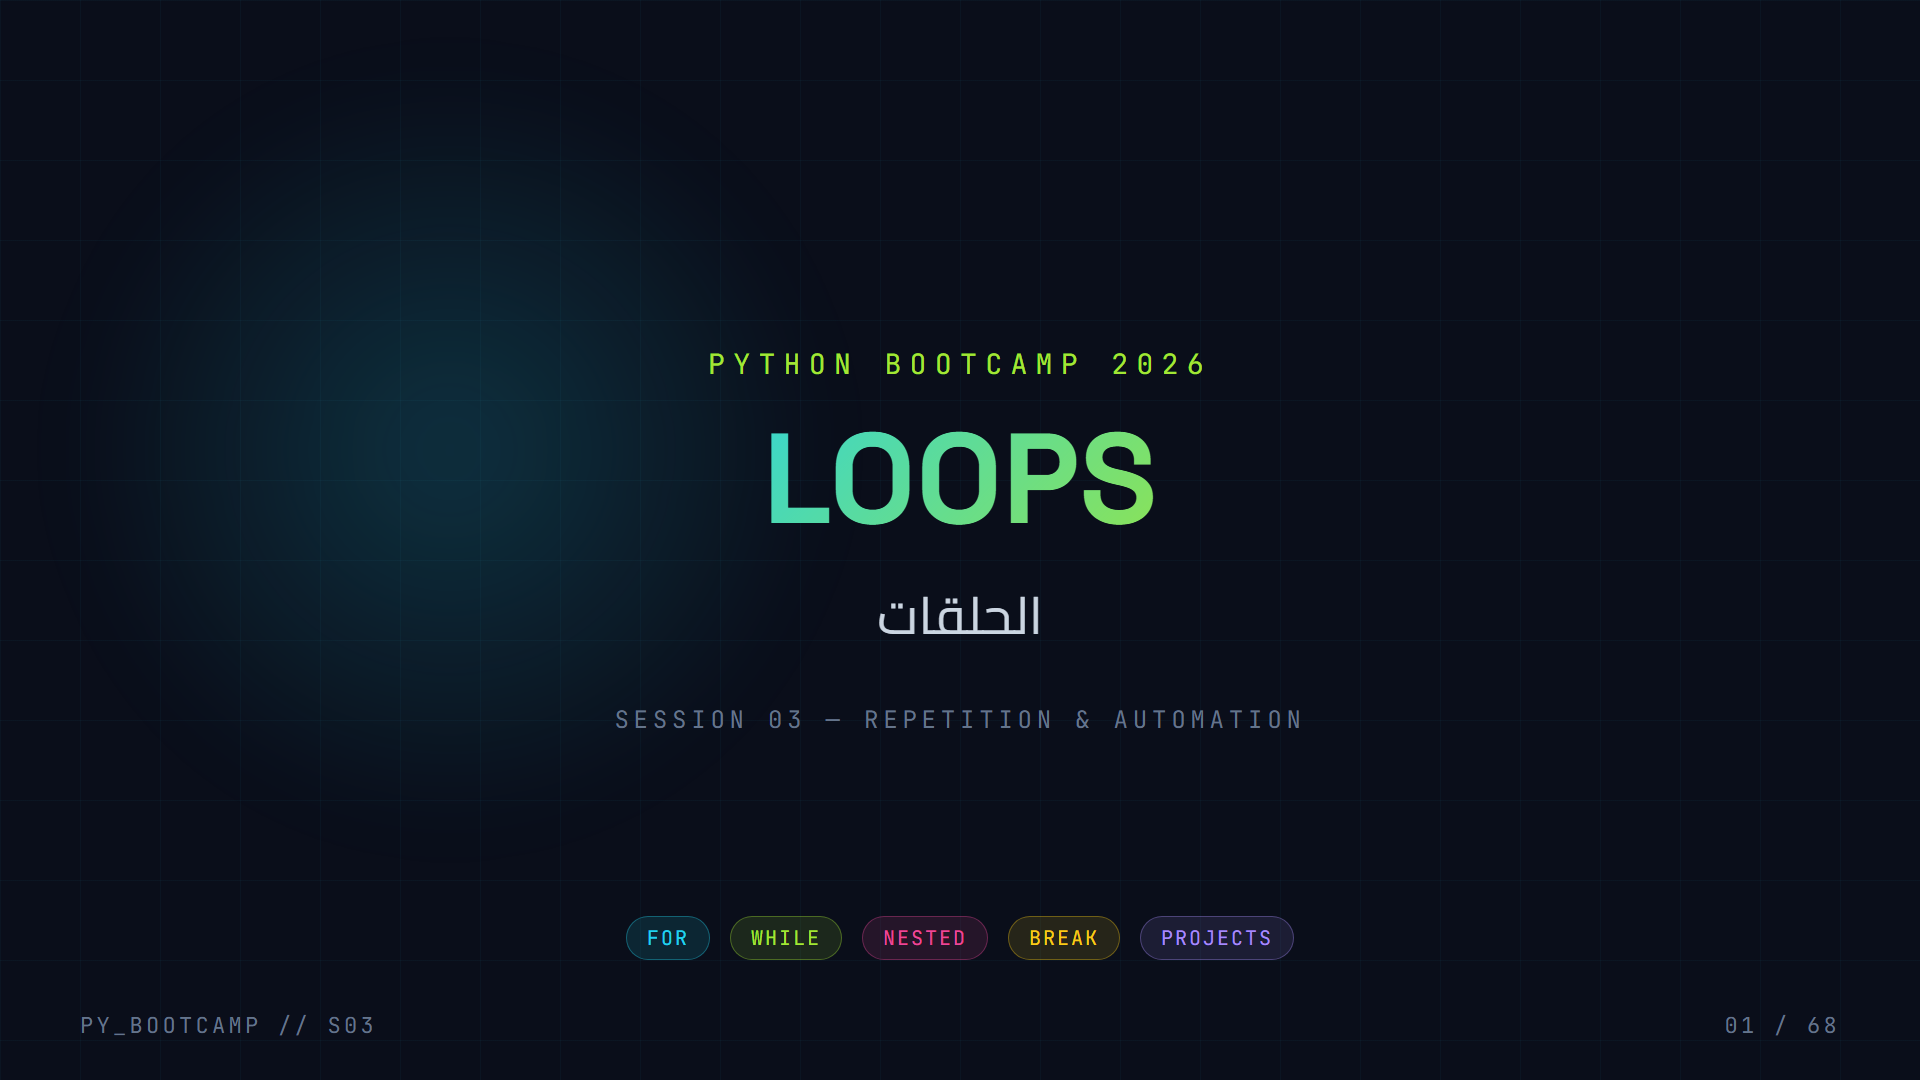 PYTHON BOOTCAMP 2026
LOOPS
الحلقات
SESSION 03 — REPETITION & AUTOMATION
FOR WHILE NESTED BREAK PROJECTS
PY_BOOTCAMP // S03
01 / 68